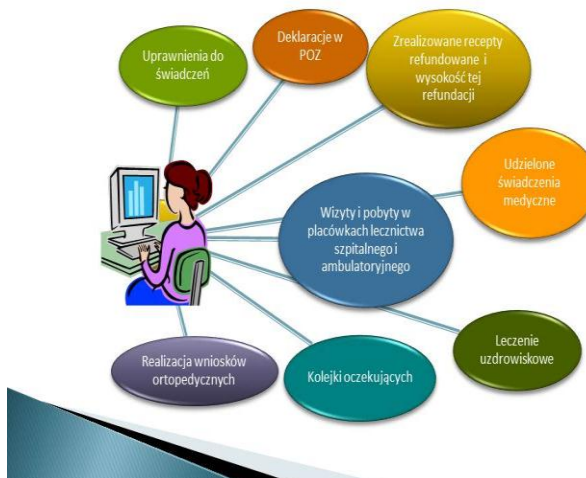 Uprawnienia do
świadczeń
Deklaracje w
POZ
Zrealizowane recepty
refundowane i
wysokość tej
refundacji
Udzielone
świadczenia
medyczne
Wizyty i pobyty w
placówkach lecznictwa
szpitalnego i
ambulatoryjnego
Leczenie
uzdrowiskowe
Kolejki oczekujących
Realizacja wniosków
ortopedycznych